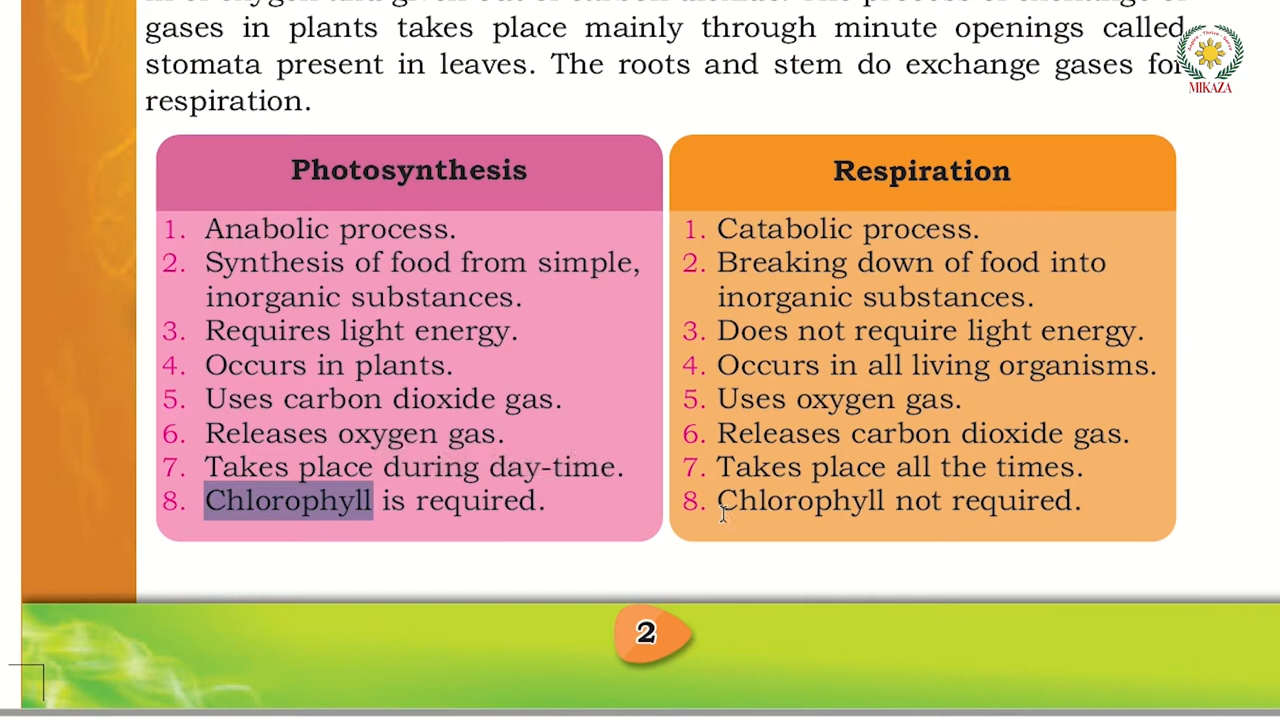 gases in plants takes place mainly through minute openings called
stomata present in leaves. The roots and stem do exchange gases for
respiration.
MIKAZA
Photosynthesis
1. Anabolic process.
2. Synthesis of food from simple,
inorganic substances.
3. Requires light energy.
4. Occurs in plants.
5. Uses carbon dioxide gas.
6. Releases oxygen gas.
7. Takes place during day-time.
8. Chlorophyll is required.
Respiration
1. Catabolic process.
2. Breaking down of food into
inorganic substances.
3. Does not require light energy.
4. Occurs in all living organisms.
5. Uses oxygen gas.
6. Releases carbon dioxide gas.
7. Takes place all the times.
8. Chlorophyll not required.
2